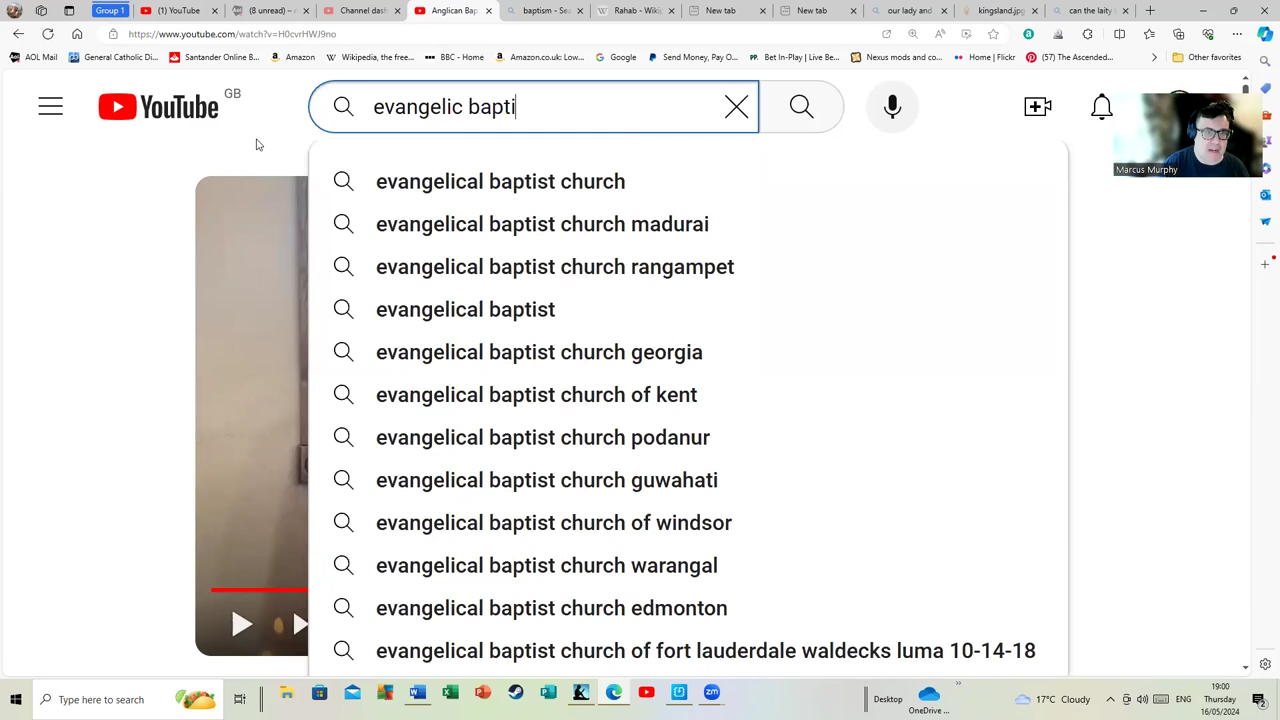 Group 1
YouTube
(8 unread) –
Channel dash
Anglican Bap
baptism - Sea
Rahab - Wiki
New tab
New tab
our lady and
kingsland.jpg
can the laity
https://www.youtube.com/watch?v=H0cvrHWJ9no
AOL Mail
General Catholic Di...
Santander Online B...
Amazon
Wikipedia, the free...
BBC - Home
Amazon.co.uk: Low...
Google
Send Money, Pay O...
Bet In-Play | Live Be...
Nexus mods and co...
Home | Flickr
(17) The Ascended...
Other favorites
YouTube GB
evangelic bapti
Marcus Murphy
evangelical baptist church
evangelical baptist church madurai
evangelical baptist church rangampet
evangelical baptist
evangelical baptist church georgia
evangelical baptist church of kent
evangelical baptist church podanur
evangelical baptist church guwahati
evangelical baptist church of windsor
evangelical baptist church warangal
evangelical baptist church edmonton
evangelical baptist church of fort lauderdale waldecks luma 10-14-18
Type here to search
Desktop
OneDrive ...
17°C Cloudy
ENG
19:00
Thursday
16/05/2024